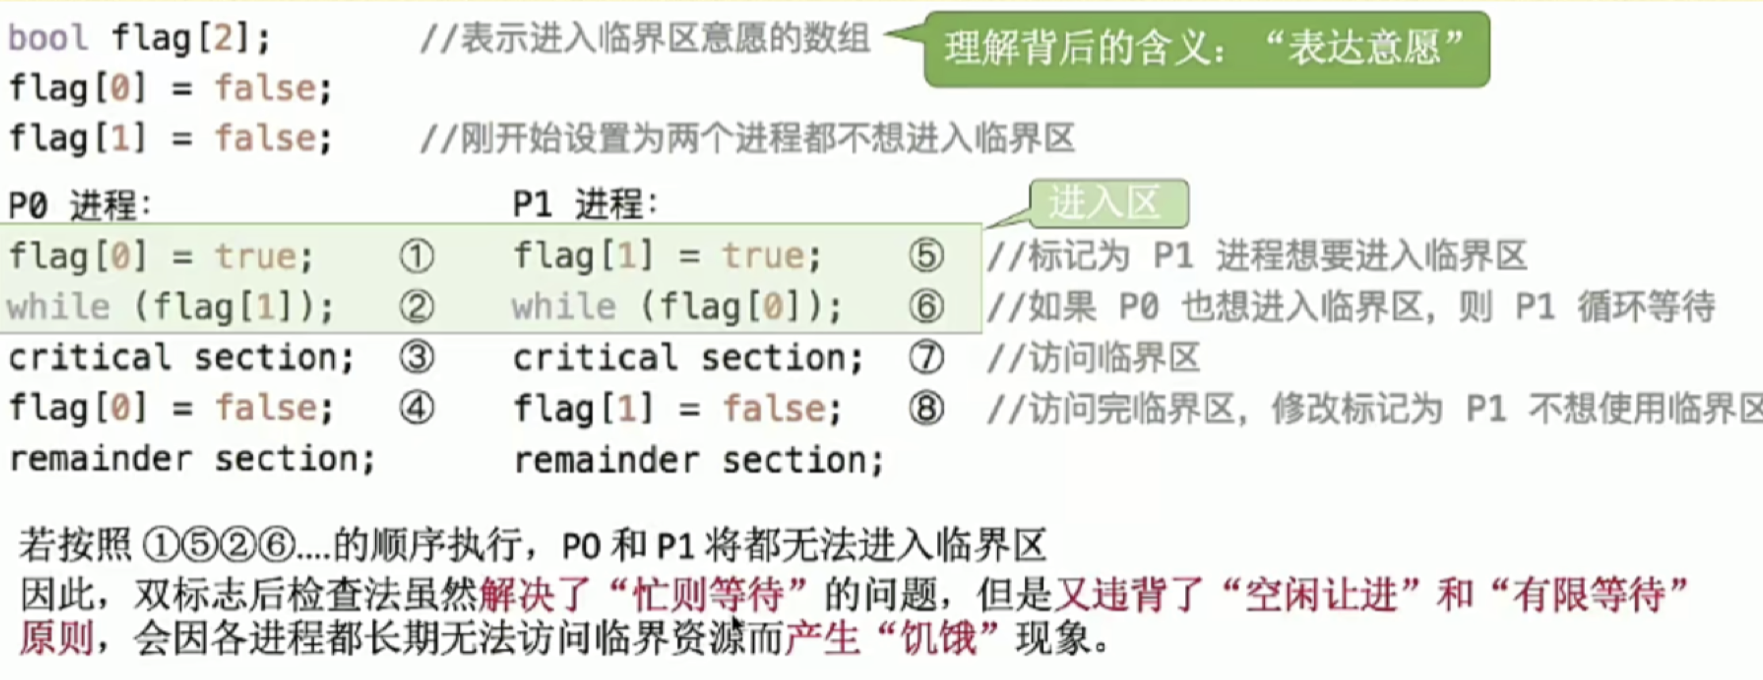 bool flag[2]; //表示进入临界区意愿的数组 理解背后的含义：“表达意愿”
flag[0] = false;
flag[1] = false; //刚开始设置为两个进程都不想进入临界区
P0 进程: P1 进程: 进入区
flag[0] = true; ① flag[1] = true; ⑤ //标记为 P1 进程想要进入临界区
while (flag[1]); ② while (flag[0]); ⑥ //如果 P0 也想进入临界区, 则 P1 循环等待
critical section; ③ critical section; ⑦ //访问临界区
flag[0] = false; ④ flag[1] = false; ⑧ //访问完临界区, 修改标记为 P1 不想使用临界区
remainder section; remainder section;
若按照 ①⑤②⑥....的顺序执行，P0 和 P1 将都无法进入临界区
因此，双标志后检查法虽然解决了“忙则等待”的问题，但是又违背了“空闲让进”和“有限等待”
原则，会因各进程都长期无法访问临界资源而产生“饥饿”现象。